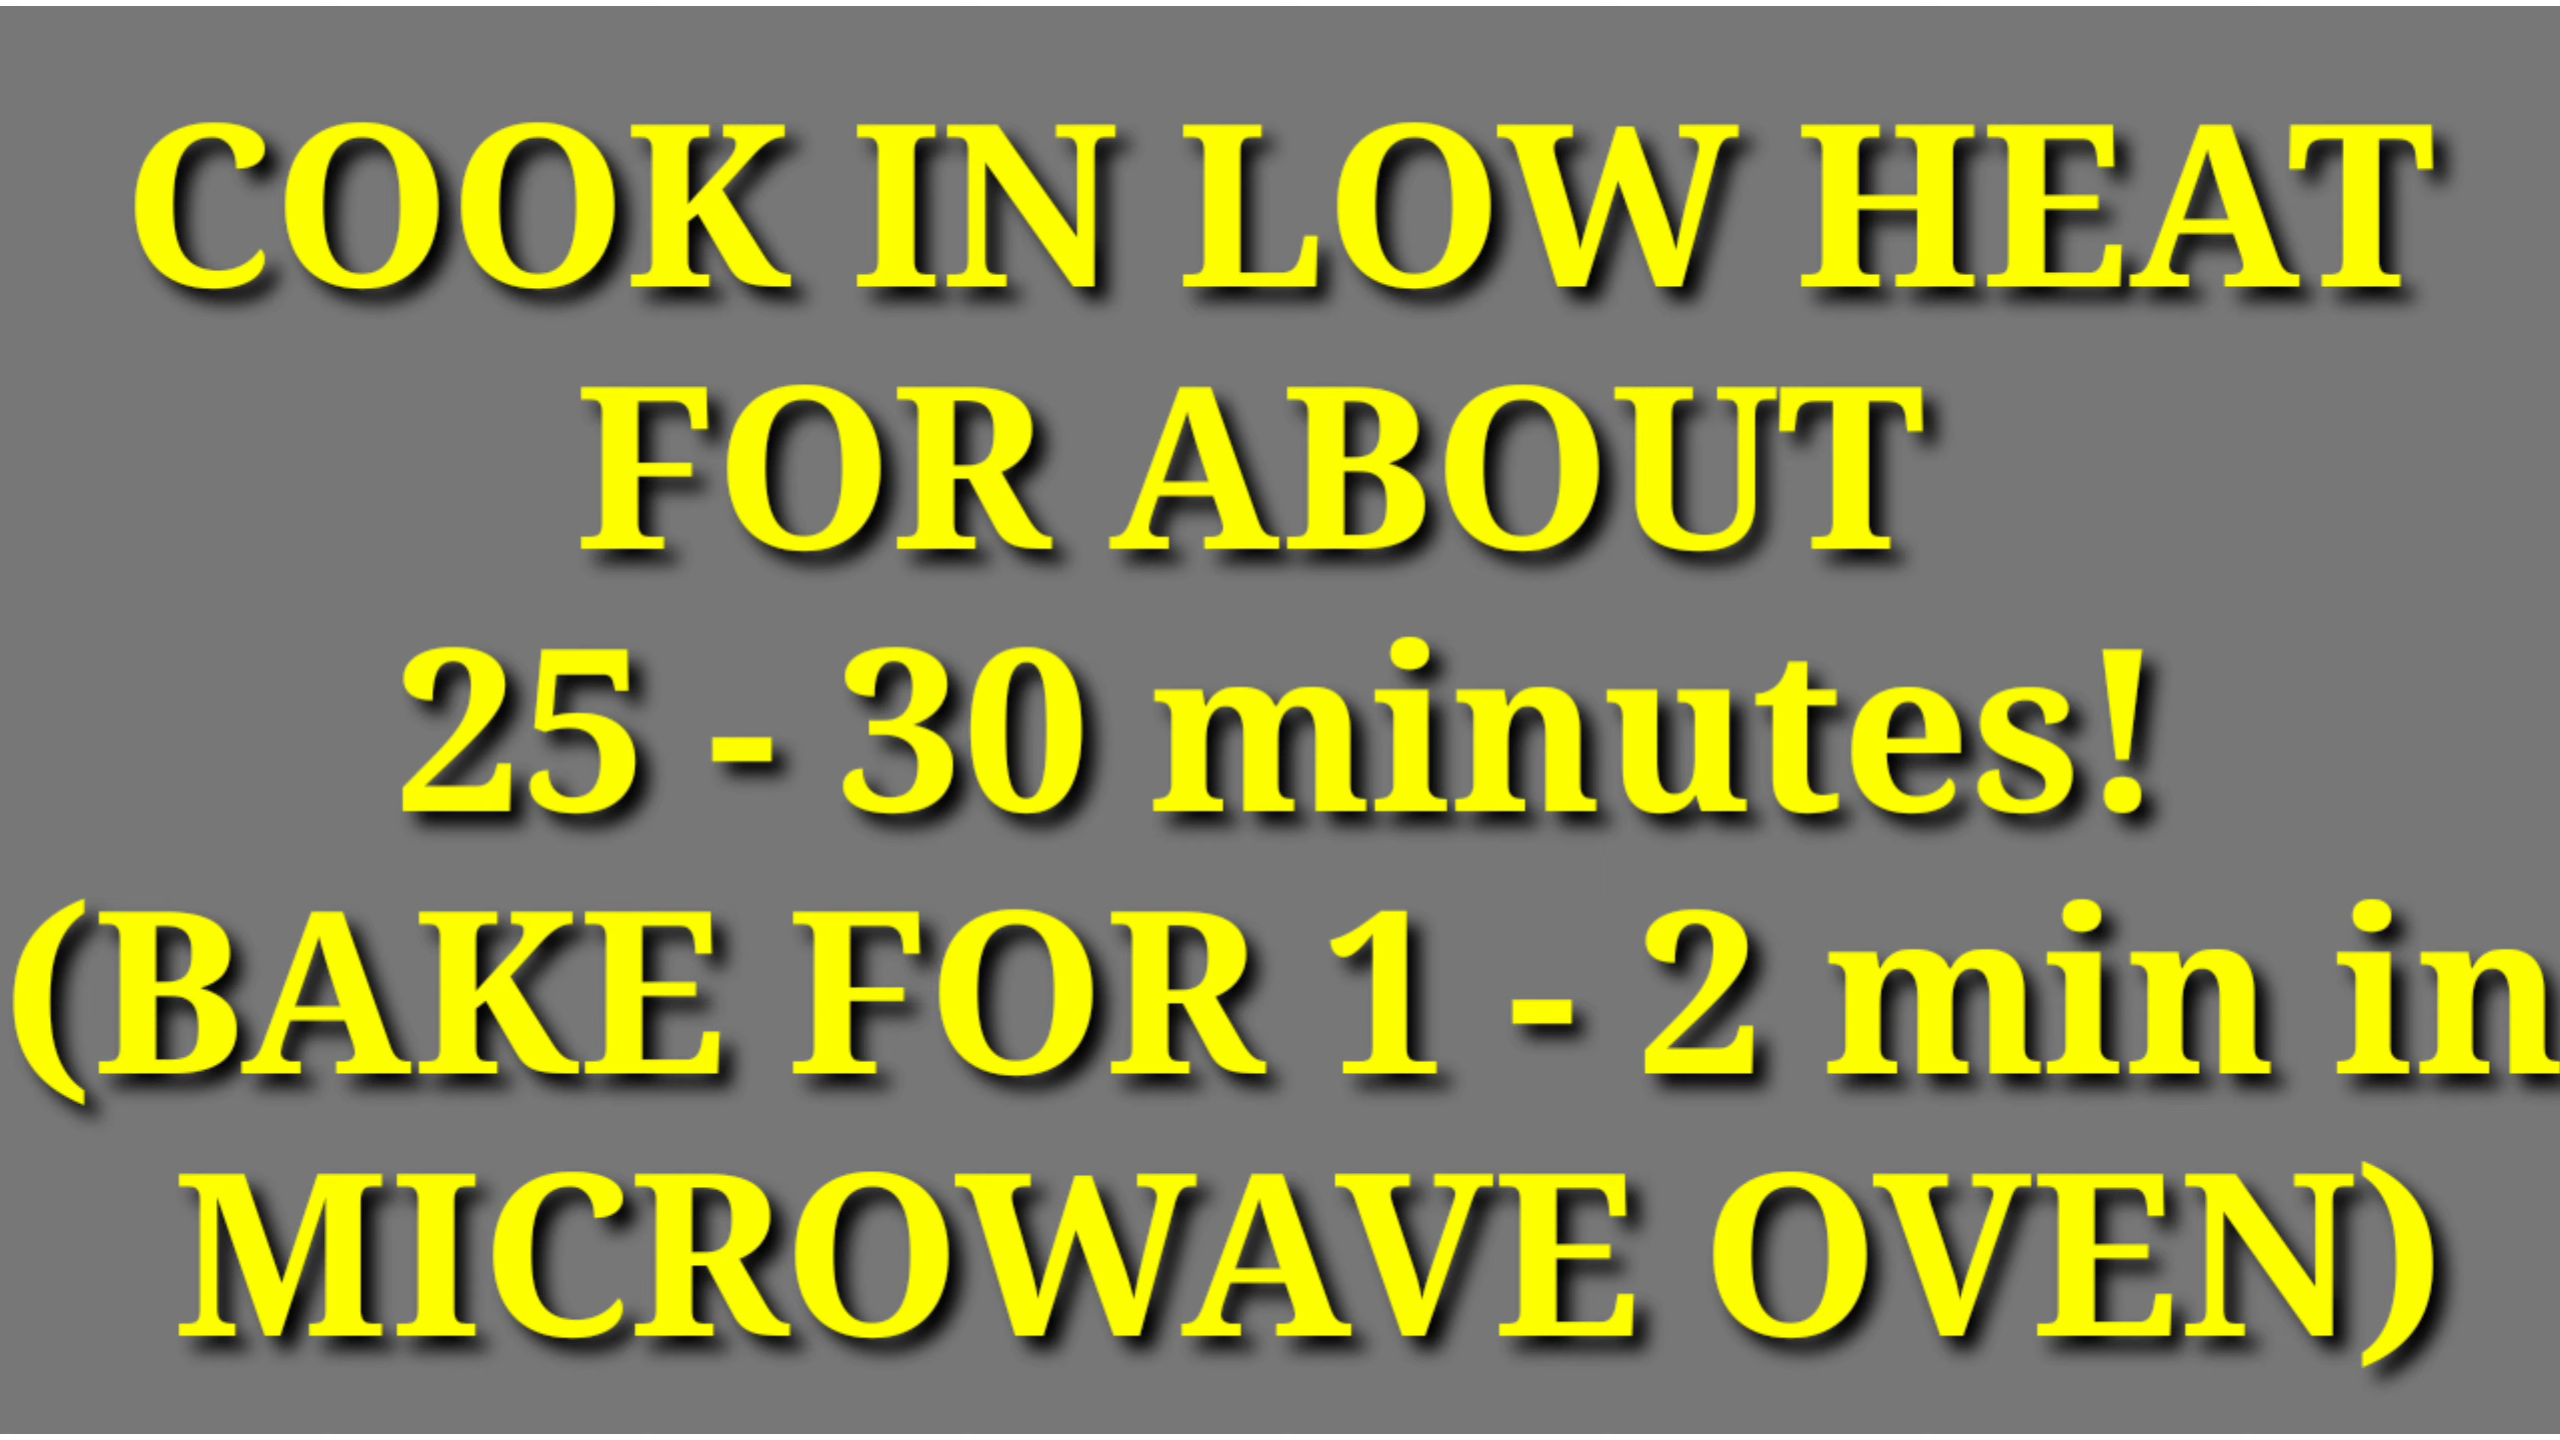 COOK IN LOW HEAT
FOR ABOUT
25 - 30 minutes!
(BAKE FOR 1 - 2 min in
MICROWAVE OVEN)